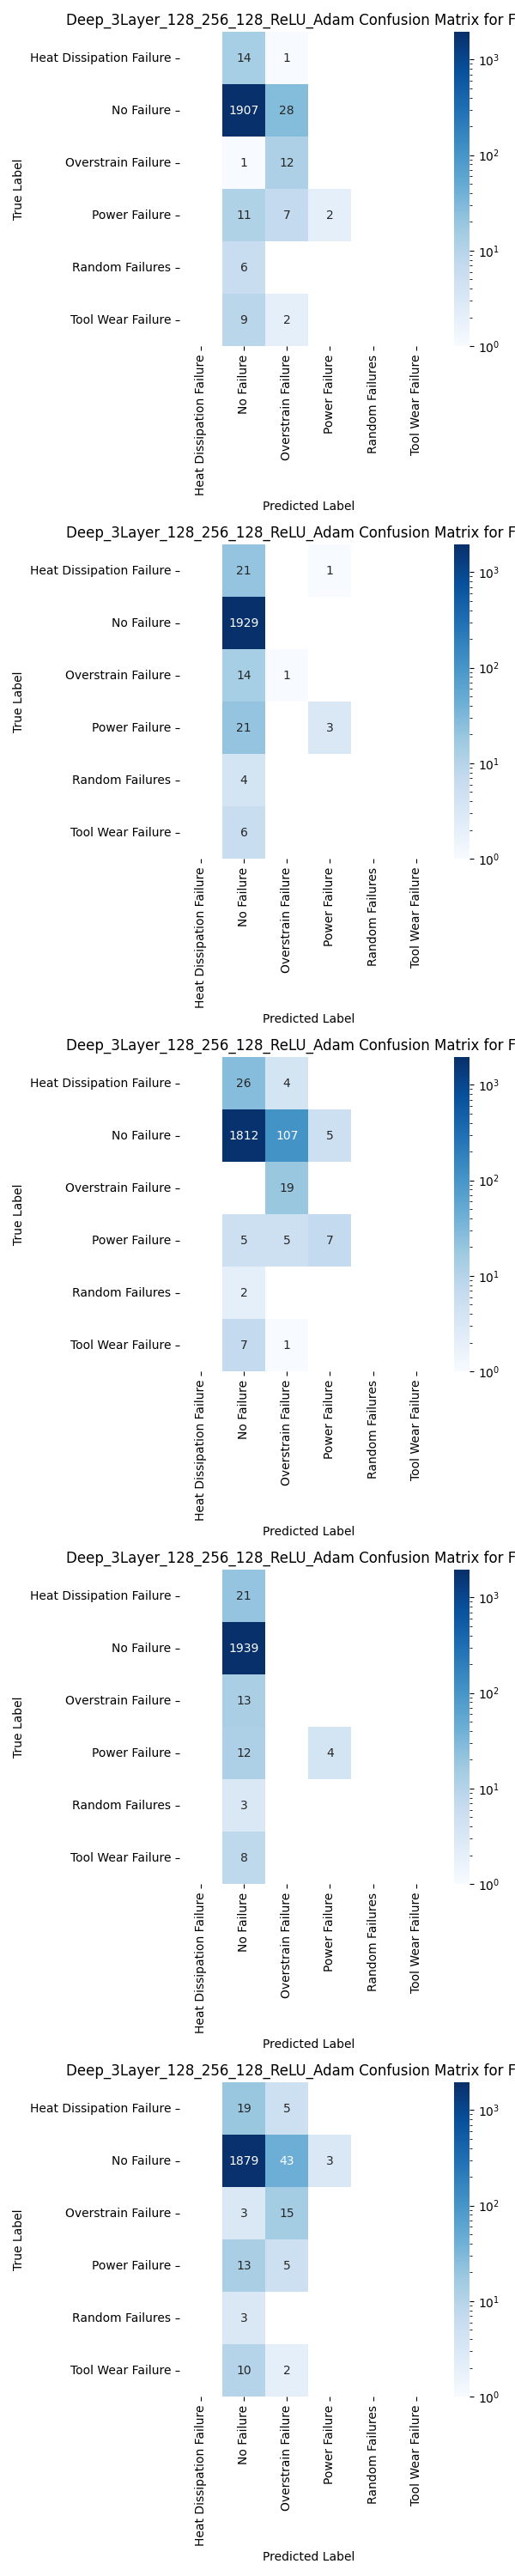 Deep_3Layer_128_256_128_ReLU_Adam Confusion Matrix for F
Heat Dissipation Failure
14 1
No Failure
1907 28
Overstrain Failure
1 12
Power Failure
11 7 2
Random Failures
6
Tool Wear Failure
9 2
True Label
10³
10²
10¹
10⁰
Heat Dissipation Failure
No Failure
Overstrain Failure
Power Failure
Random Failures
Tool Wear Failure
Predicted Label
Deep_3Layer_128_256_128_ReLU_Adam Confusion Matrix for F
Heat Dissipation Failure
21 1
No Failure
1929
Overstrain Failure
14 1
Power Failure
21 3
Random Failures
4
Tool Wear Failure
6
True Label
10³
10²
10¹
10⁰
Heat Dissipation Failure
No Failure
Overstrain Failure
Power Failure
Random Failures
Tool Wear Failure
Predicted Label
Deep_3Layer_128_256_128_ReLU_Adam Confusion Matrix for F
Heat Dissipation Failure
26 4
No Failure
1812 107 5
Overstrain Failure
19
Power Failure
5 5 7
Random Failures
2
Tool Wear Failure
7 1
True Label
10³
10²
10¹
10⁰
Heat Dissipation Failure
No Failure
Overstrain Failure
Power Failure
Random Failures
Tool Wear Failure
Predicted Label
Deep_3Layer_128_256_128_ReLU_Adam Confusion Matrix for F
Heat Dissipation Failure
21
No Failure
1939
Overstrain Failure
13
Power Failure
12 4
Random Failures
3
Tool Wear Failure
8
True Label
10³
10²
10¹
10⁰
Heat Dissipation Failure
No Failure
Overstrain Failure
Power Failure
Random Failures
Tool Wear Failure
Predicted Label
Deep_3Layer_128_256_128_ReLU_Adam Confusion Matrix for F
Heat Dissipation Failure
19 5
No Failure
1879 43 3
Overstrain Failure
3 15
Power Failure
13 5
Random Failures
3
Tool Wear Failure
10 2
True Label
10³
10²
10¹
10⁰
Heat Dissipation Failure
No Failure
Overstrain Failure
Power Failure
Random Failures
Tool Wear Failure
Predicted Label